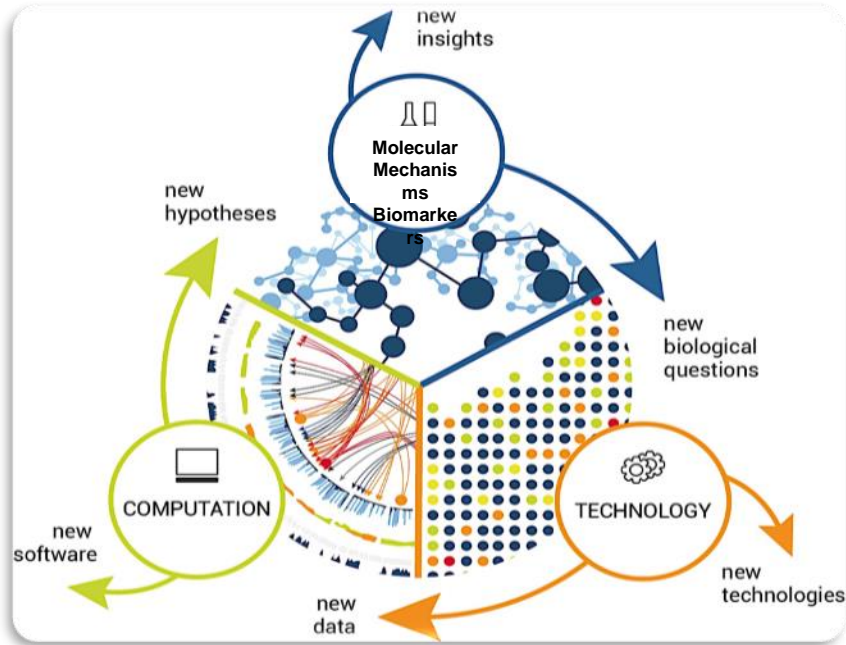 new
insights
Molecular
Mechanis
ms
Biomarke
rs
new
hypotheses
new
biological
questions
COMPUTATION
TECHNOLOGY
new
software
new
technologies
new
data